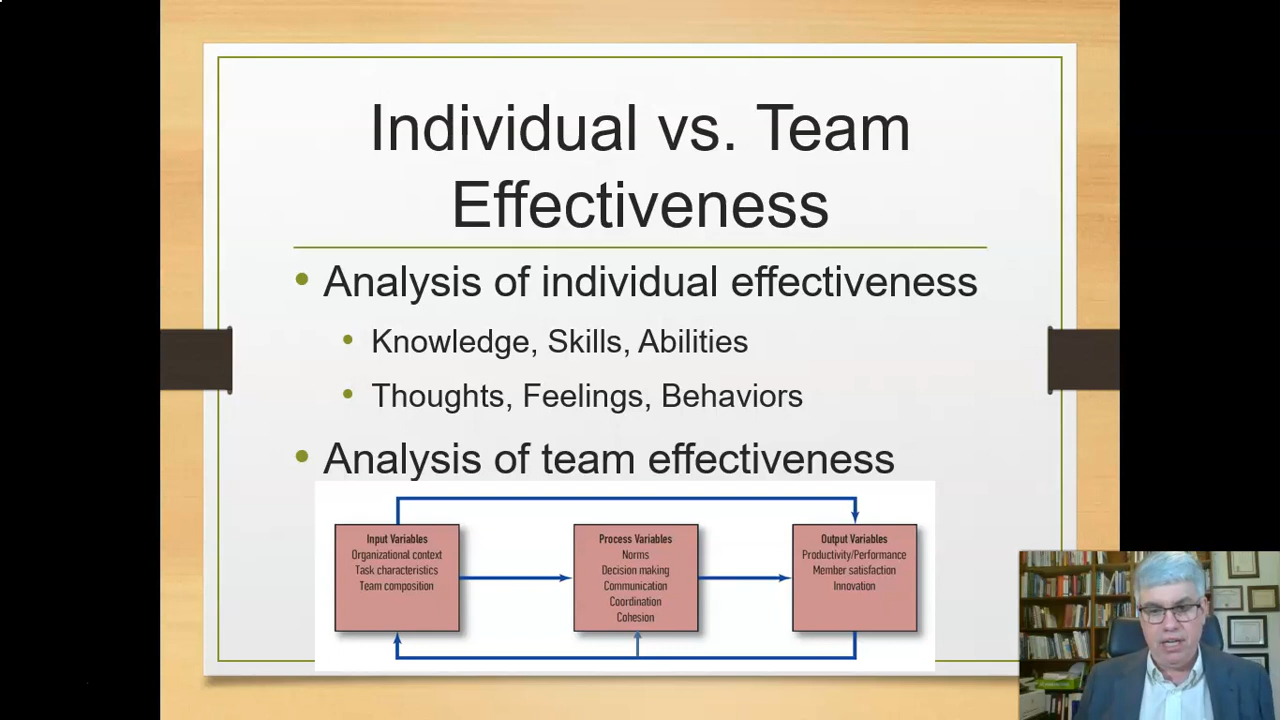 Individual vs. Team
Effectiveness
• Analysis of individual effectiveness
• Knowledge, Skills, Abilities
• Thoughts, Feelings, Behaviors
• Analysis of team effectiveness
Input Variables
Organizational context
Task characteristics
Team composition
Process Variables
Norms
Decision making
Communication
Coordination
Cohesion
Output Variables
Productivity/Performance
Member satisfaction
Innovation